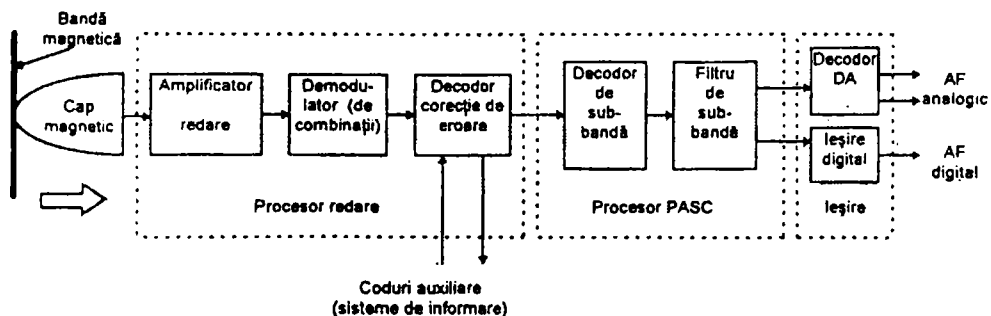 Bandă
magnetică
Cap
magnetic
Amplificator
redare
Demodu-
lator (de
combinații)
Decodor
corecție de
eroara
Procesor redare
Coduri auxiliare
(sisteme de informare)
Decodor
de
sub-
bandă
Filtru
de
sub-
bandă
Procesor PASC
Decodor
DA
Ieșire
digital
Ieșire
AF
analogic
AF
digital